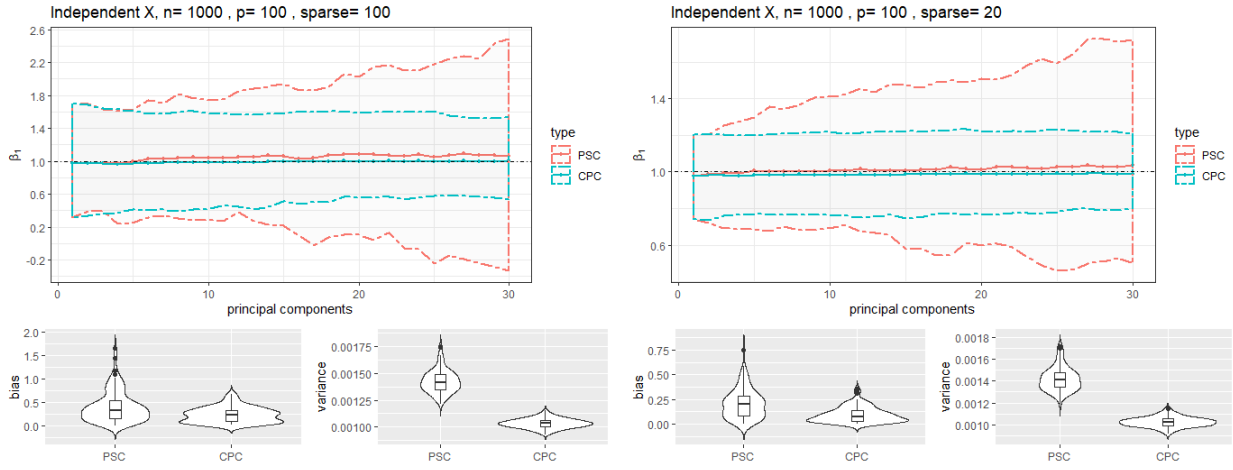 Independent X, n= 1000 , p= 100 , sparse= 100
2.6
2.2
1.8
1.4
1.0
0.6
0.2
-0.2
β1
0 10 20 30
principal components
type
PSC
CPC
Independent X, n= 1000 , p= 100 , sparse= 20
1.4
1.0
0.6
β1
0 10 20 30
principal components
type
PSC
CPC
2.0
1.5
1.0
0.5
0.0
bias
PSC CPC
0.00175
0.00150
0.00125
0.00100
variance
PSC CPC
0.75
0.50
0.25
0.00
bias
PSC CPC
0.0018
0.0016
0.0014
0.0012
0.0010
variance
PSC CPC